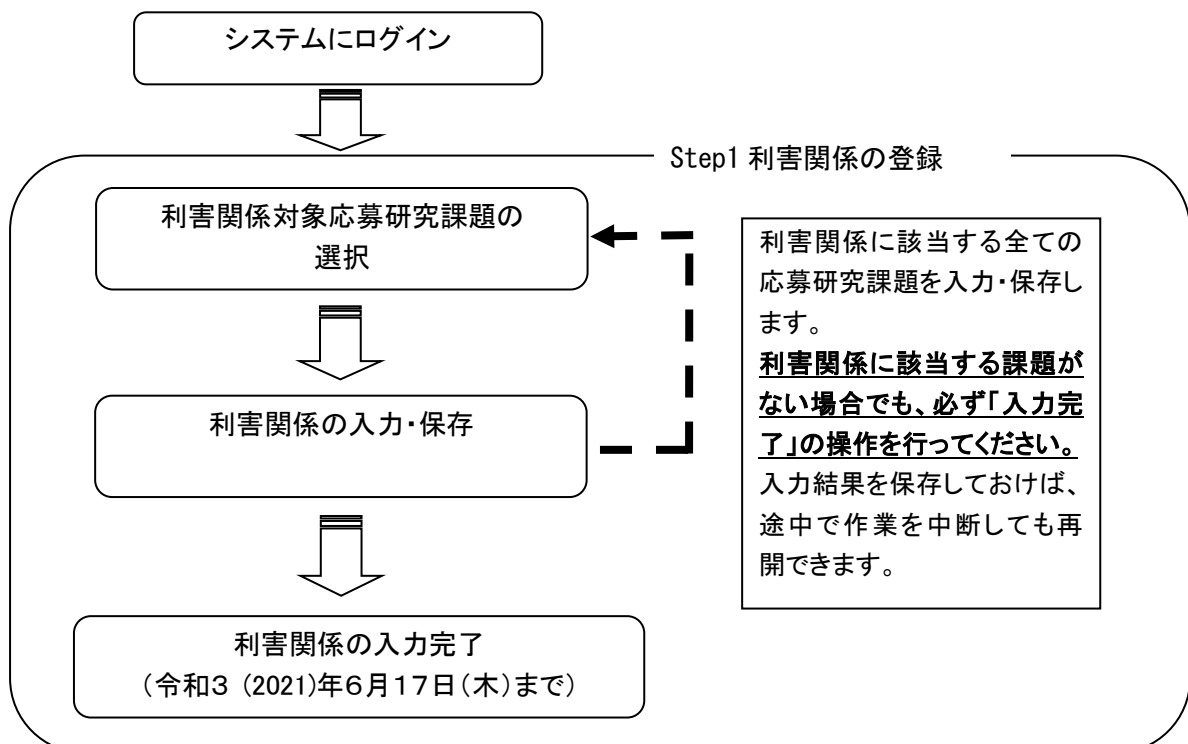 システムにログイン
Step1 利害関係の登録
利害関係対象応募研究課題の
選択
利害関係の入力・保存
利害関係の入力完了
（令和３ (2021)年６月１７日（木）まで）
利害関係に該当する全ての
応募研究課題を入力・保存し
ます。
利害関係に該当する課題が
ない場合でも、必ず「入力完
了」の操作を行ってください。
入力結果を保存しておけば、
途中で作業を中断しても再
開できます。